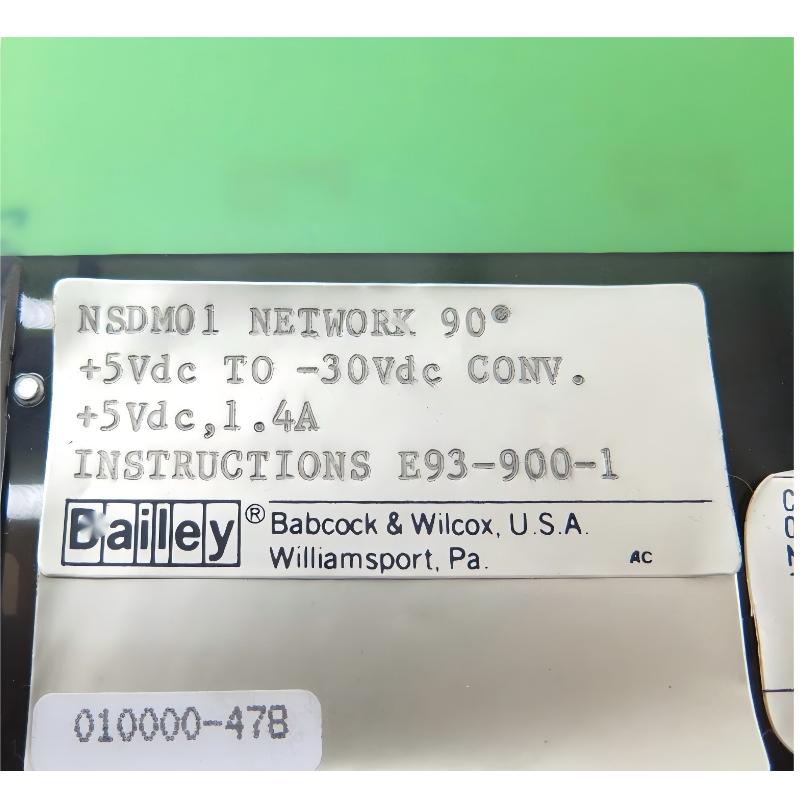 NSDM01 NETWORK 90®
+5Vdc TO -30Vdc CONV.
+5Vdc,1.4A
INSTRUCTIONS E93-900-1
Bailey® Babcock & Wilcox, U.S.A.
Williamsport, Pa. AC
010000-47B